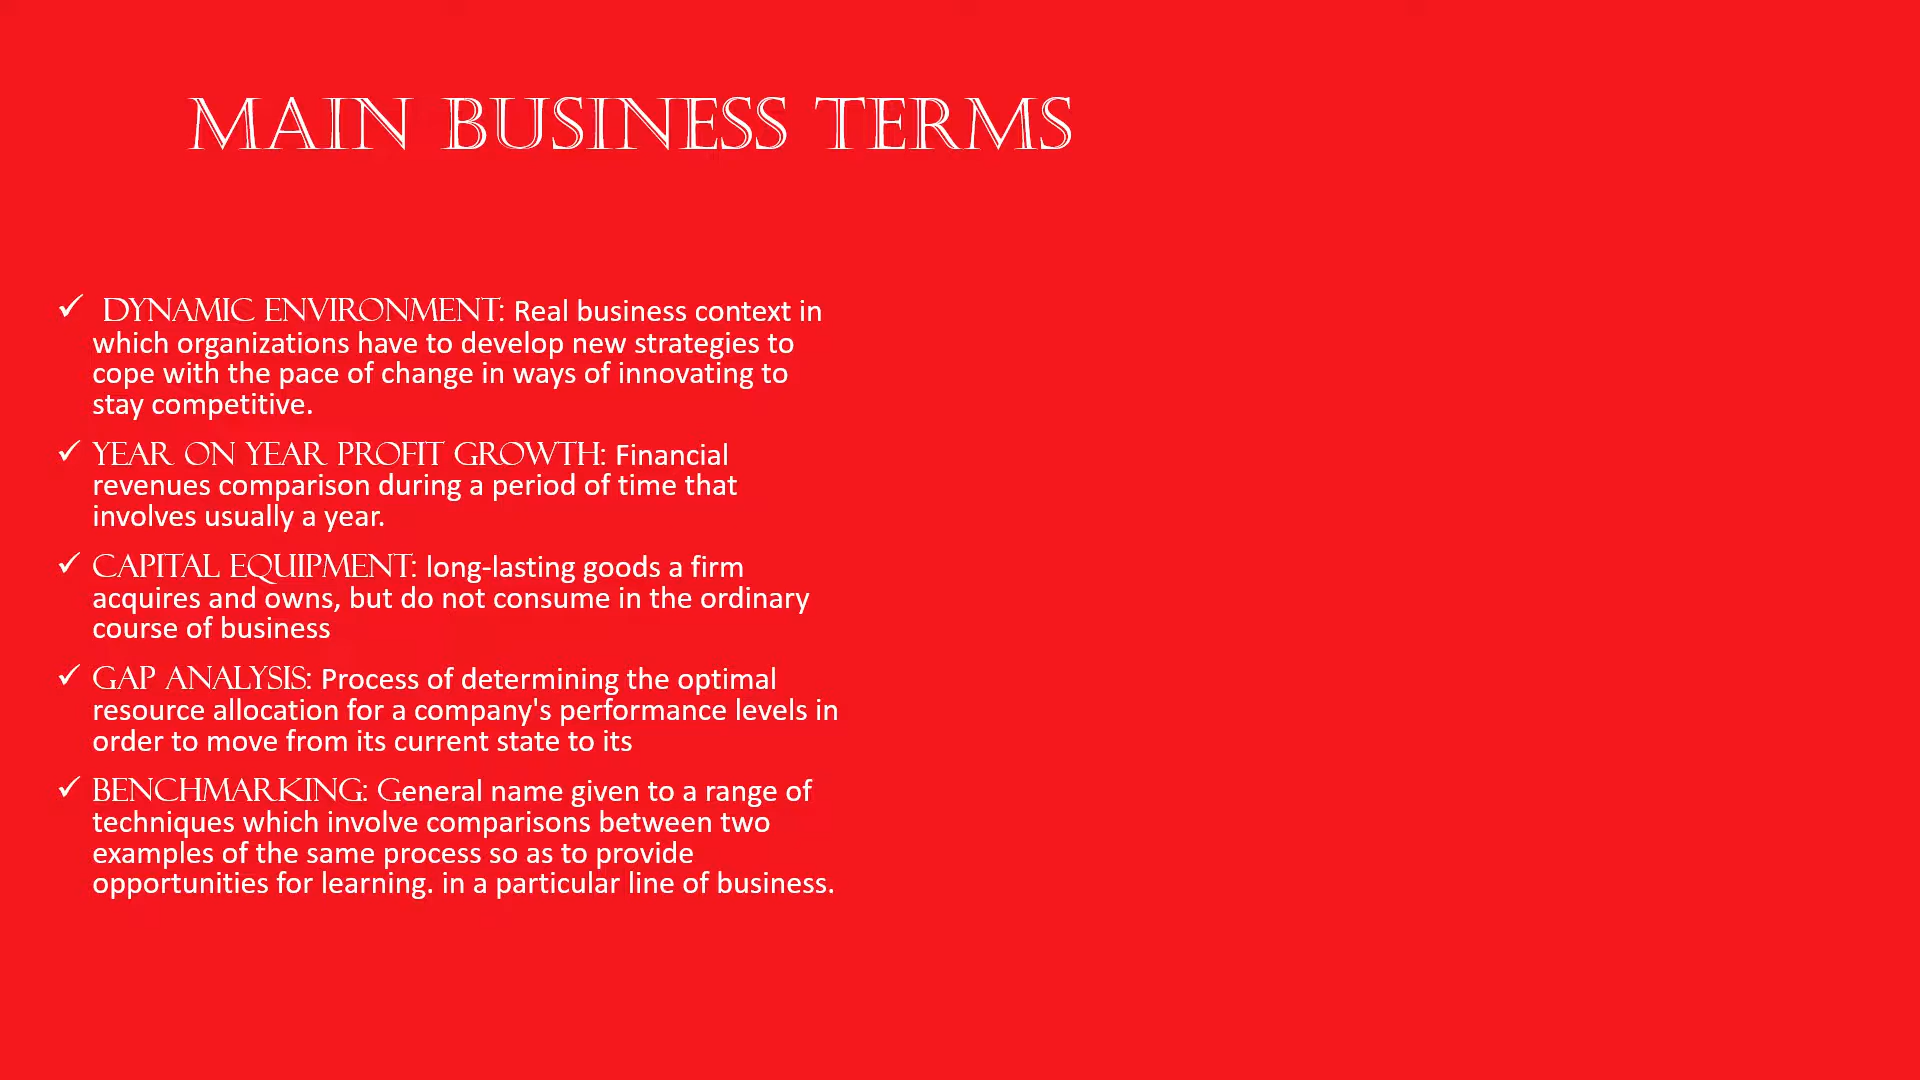 MAIN BUSINESS TERMS
✓ DYNAMIC ENVIRONMENT: Real business context in
which organizations have to develop new strategies to
cope with the pace of change in ways of innovating to
stay competitive.
✓ YEAR ON YEAR PROFIT GROWTH: Financial
revenues comparison during a period of time that
involves usually a year.
✓ CAPITAL EQUIPMENT: long-lasting goods a firm
acquires and owns, but do not consume in the ordinary
course of business
✓ GAP ANALYSIS: Process of determining the optimal
resource allocation for a company's performance levels in
order to move from its current state to its
✓ BENCHMARKING: General name given to a range of
techniques which involve comparisons between two
examples of the same process so as to provide
opportunities for learning. in a particular line of business.